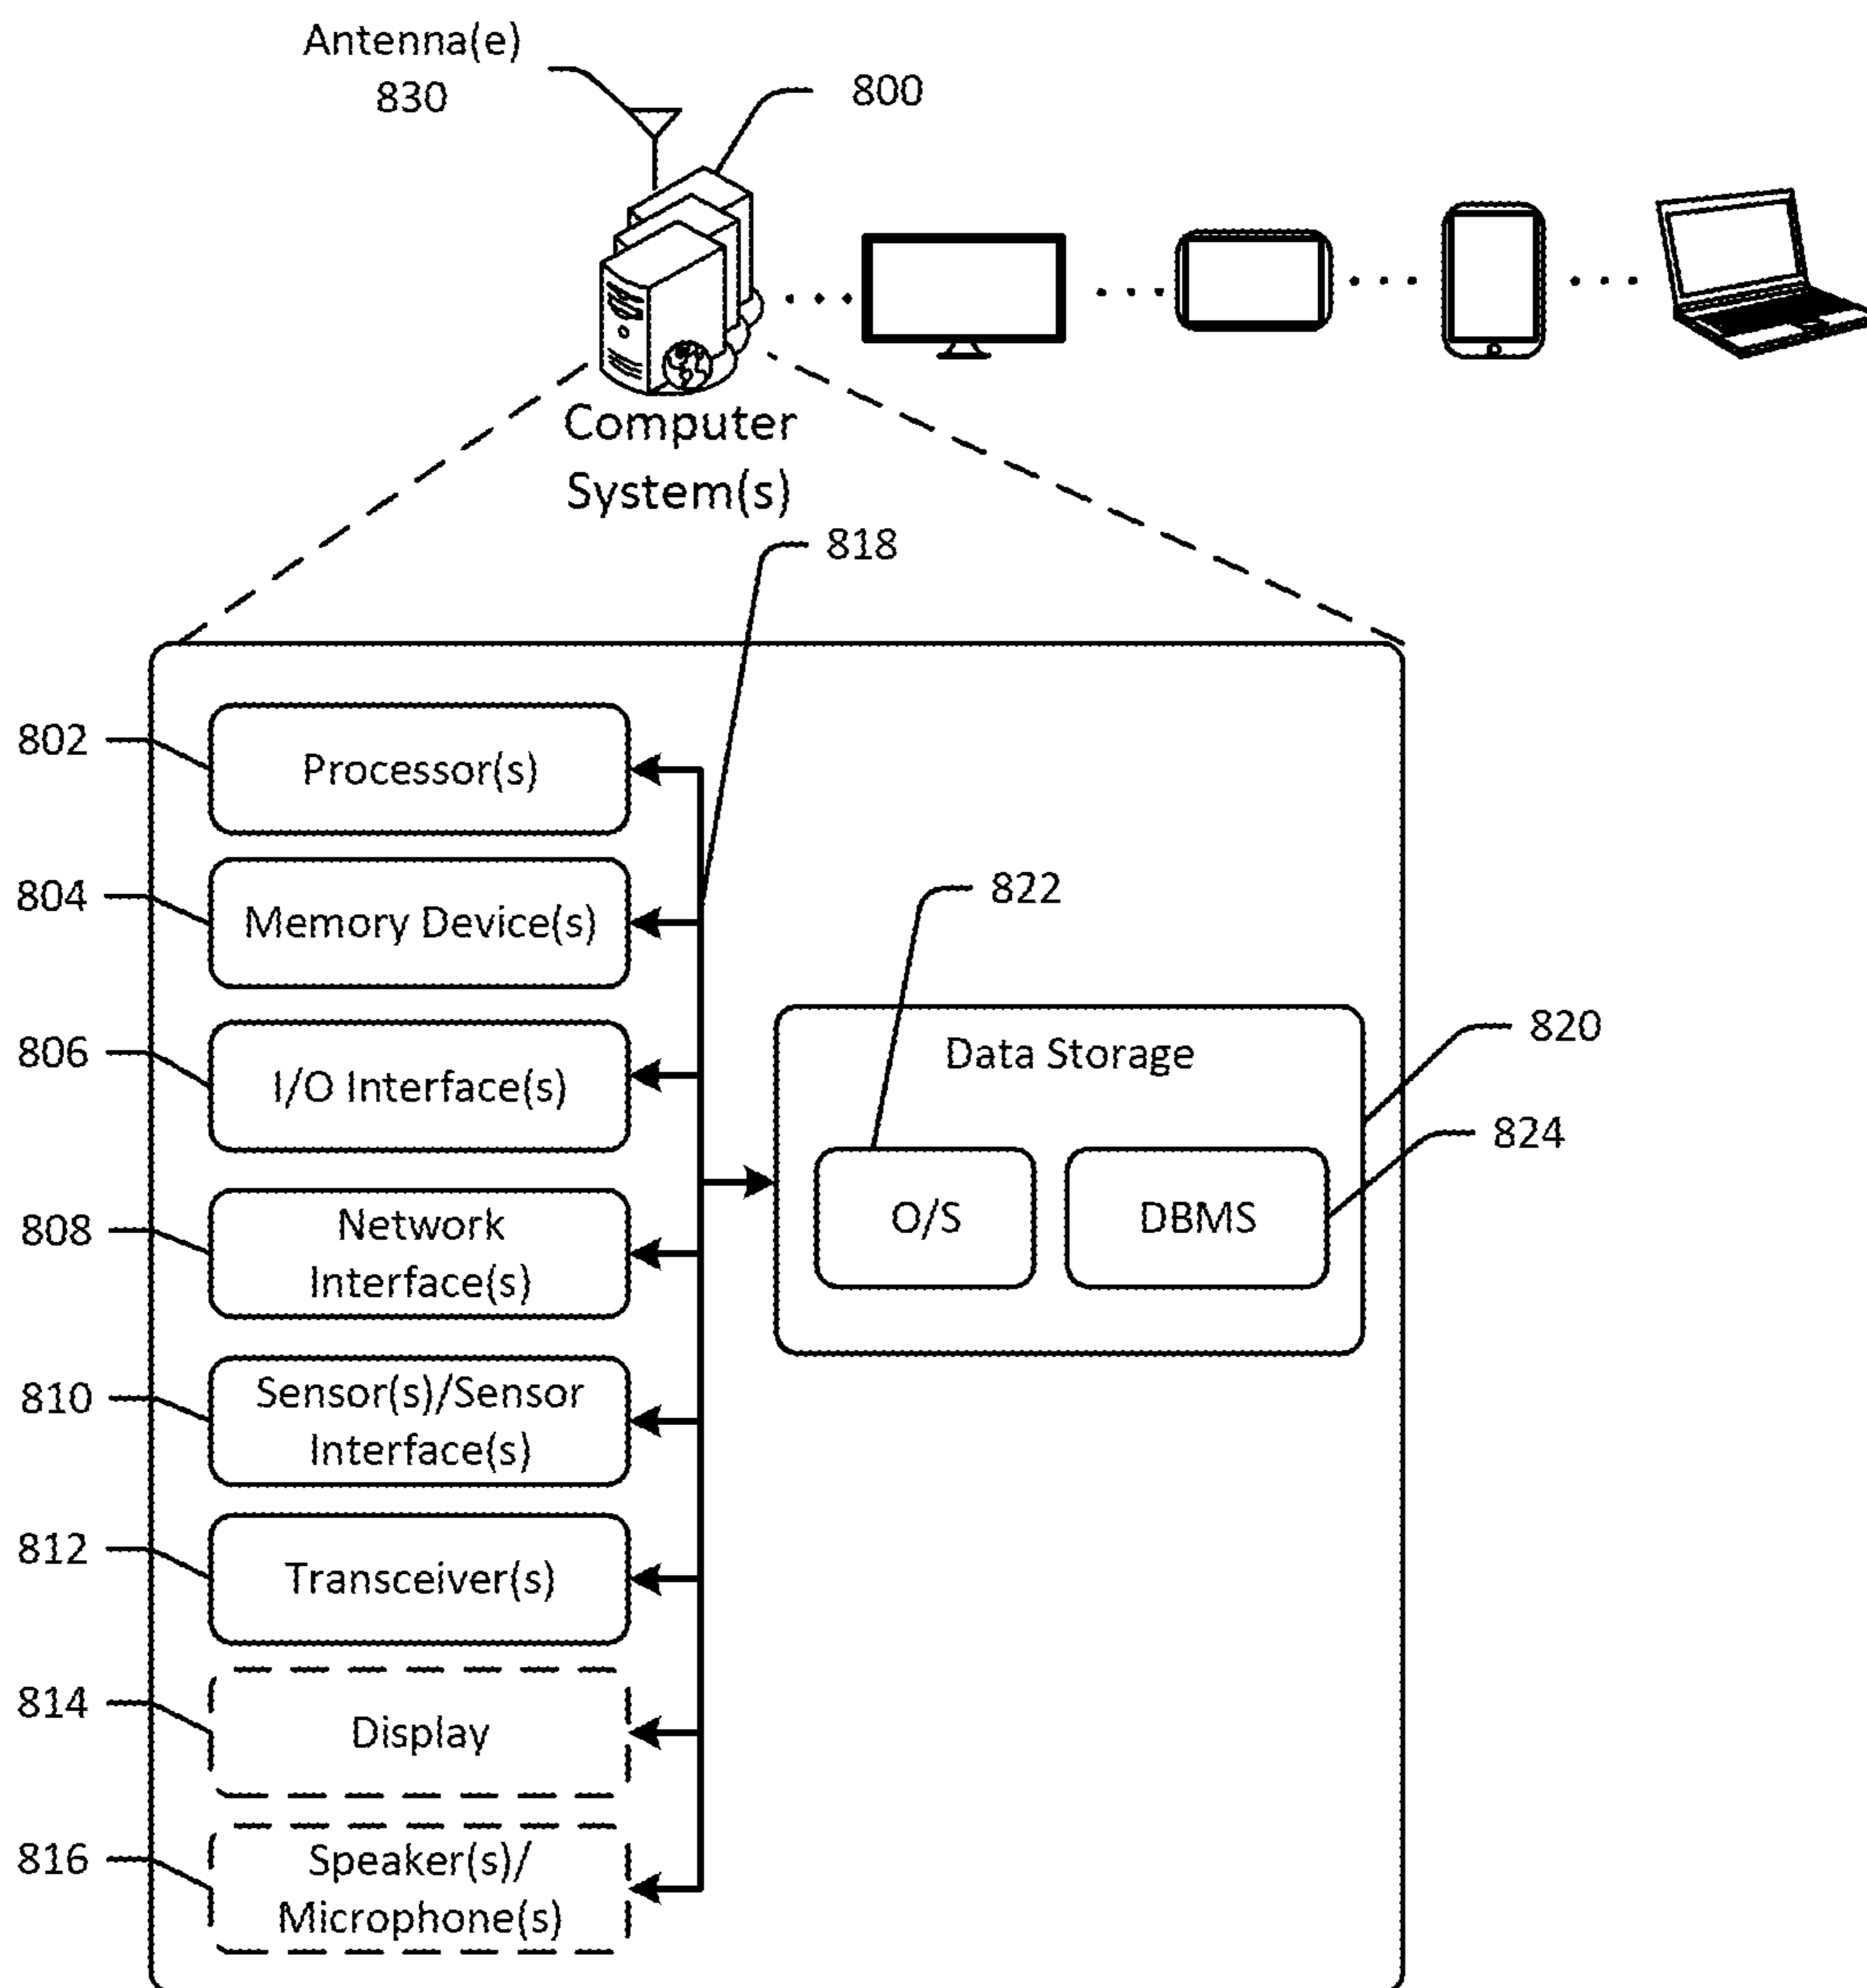 Antenna(e)
830
800
Computer
System(s)
818
802
Processor(s)
804
Memory Device(s)
822
806
I/O Interface(s)
Data Storage
820
824
O/S
DBMS
808
Network
Interface(s)
810
Sensor(s)/Sensor
Interface(s)
812
Transceiver(s)
814
Display
816
Speaker(s)/
Microphone(s)